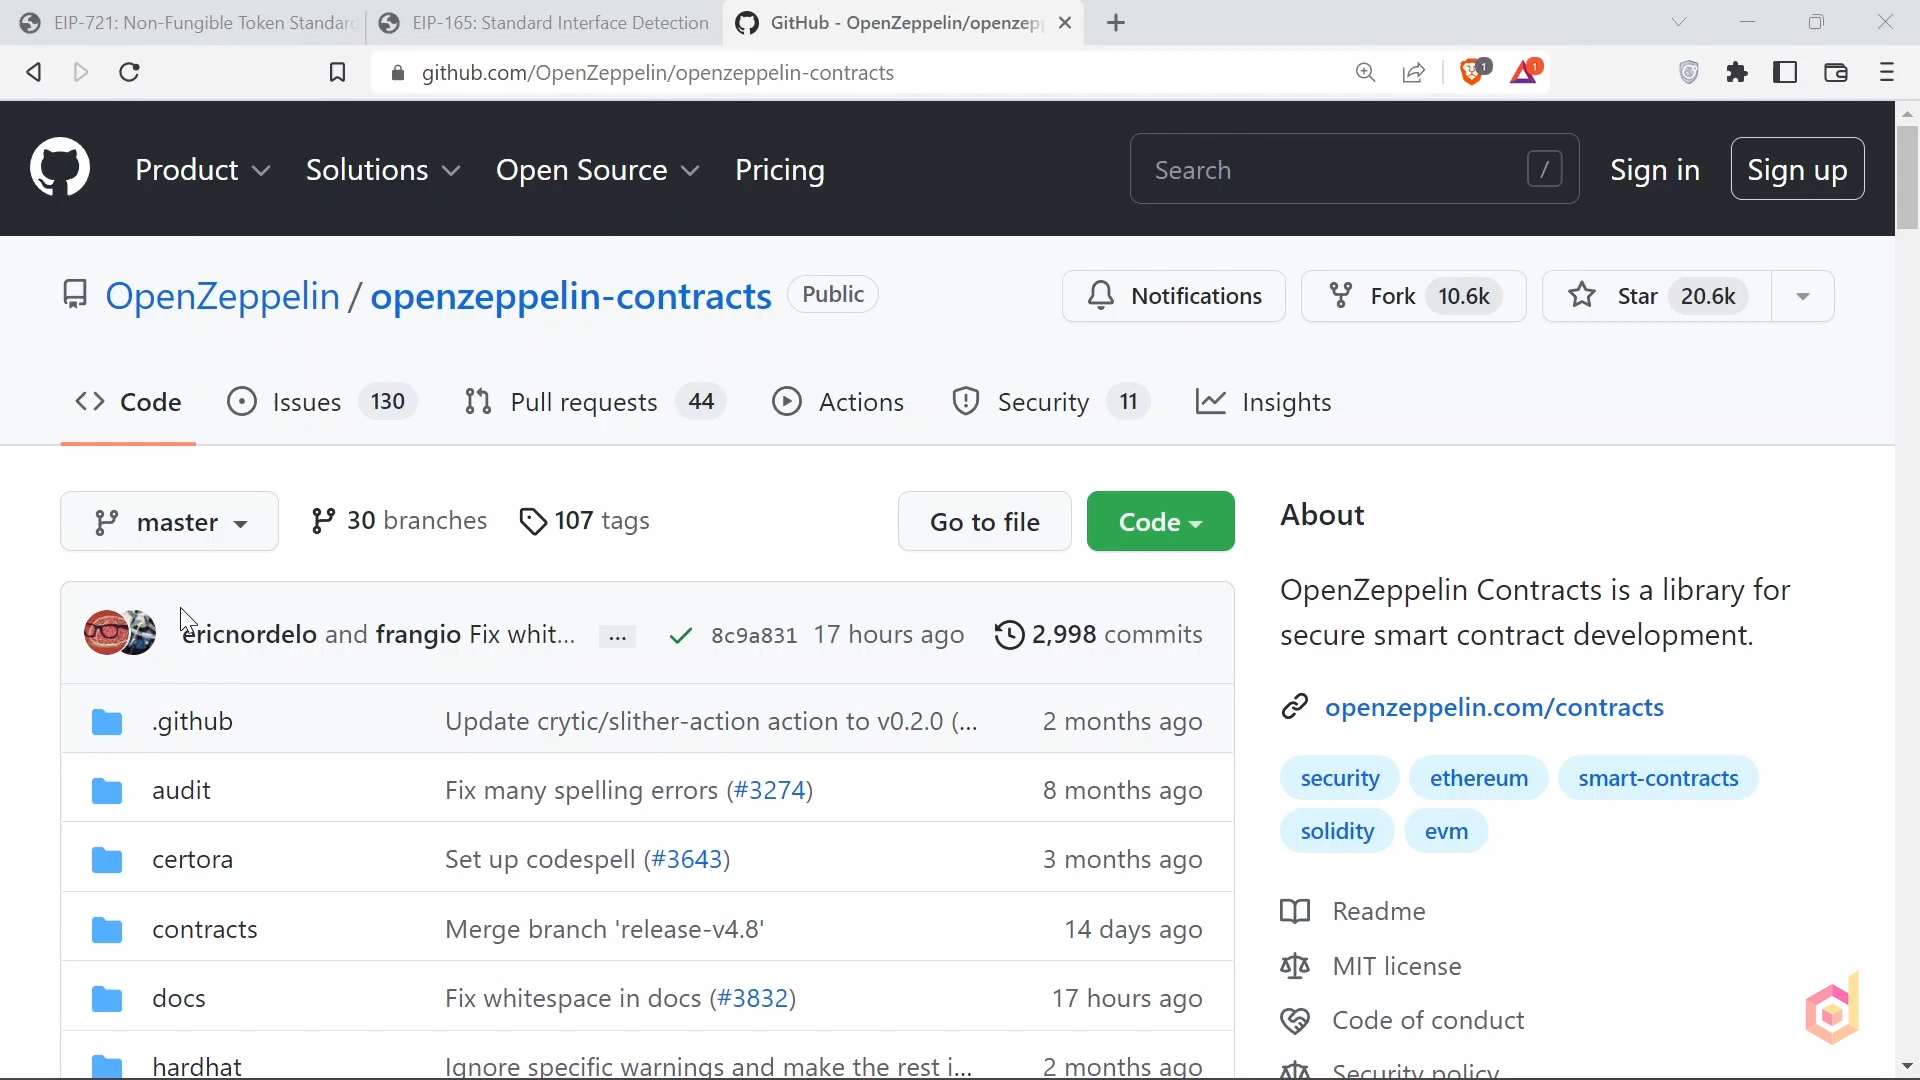 EIP-721: Non-Fungible Token Standard
EIP-165: Standard Interface Detection
GitHub - OpenZeppelin/openzepp
github.com/OpenZeppelin/openzeppelin-contracts
1
1
Product
Solutions
Open Source
Pricing
Search
/
Sign in
Sign up
OpenZeppelin / openzeppelin-contracts
Public
Notifications
Fork 10.6k
Star 20.6k
Code
Issues 130
Pull requests 44
Actions
Security 11
Insights
master
30 branches
107 tags
Go to file
Code
ericnordelo and frangio Fix whit... ... 8c9a831 17 hours ago 2,998 commits
.github Update crytic/slither-action action to v0.2.0 (... 2 months ago
audit Fix many spelling errors (#3274) 8 months ago
certora Set up codespell (#3643) 3 months ago
contracts Merge branch 'release-v4.8' 14 days ago
docs Fix whitespace in docs (#3832) 17 hours ago
hardhat Ignore specific warnings and make the rest i... 2 months ago
About
OpenZeppelin Contracts is a library for
secure smart contract development.
openzeppelin.com/contracts
security ethereum smart-contracts
solidity evm
Readme
MIT license
Code of conduct
Security policy